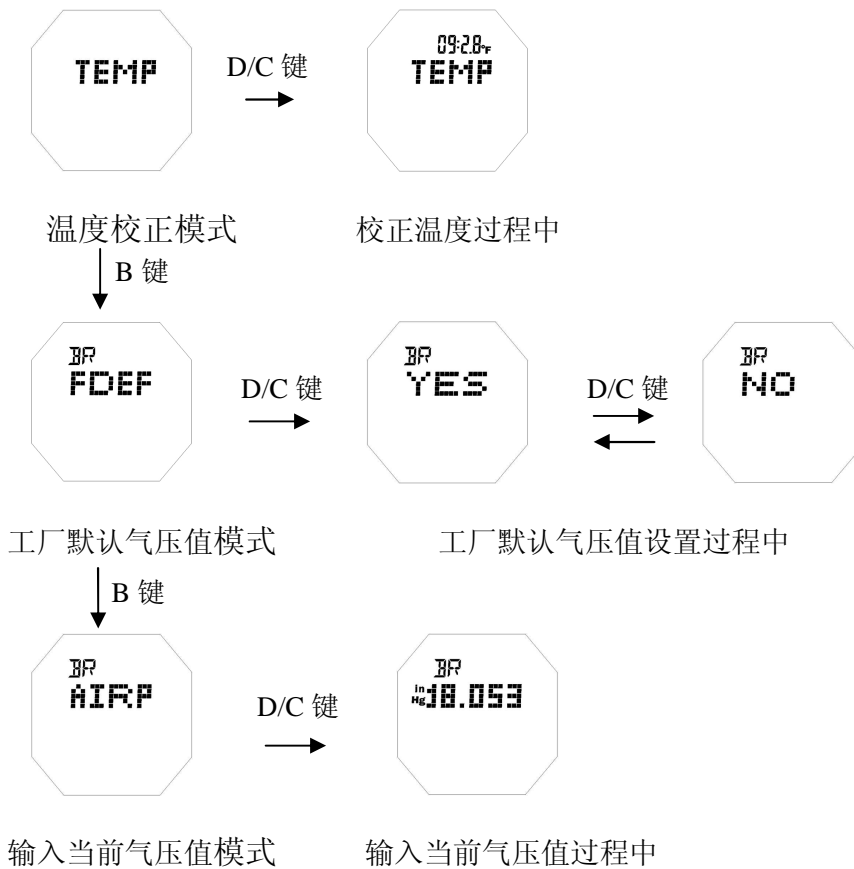 09:2.8°F
TEMP D/C 键 TEMP
温度校正模式 校正温度过程中
B 键
BR BR BR
FDEF D/C 键 YES D/C 键 NO
工厂默认气压值模式 工厂默认气压值设置过程中
B 键
BR BR
AIRP D/C 键 in Hg 18.053
输入当前气压值模式 输入当前气压值过程中